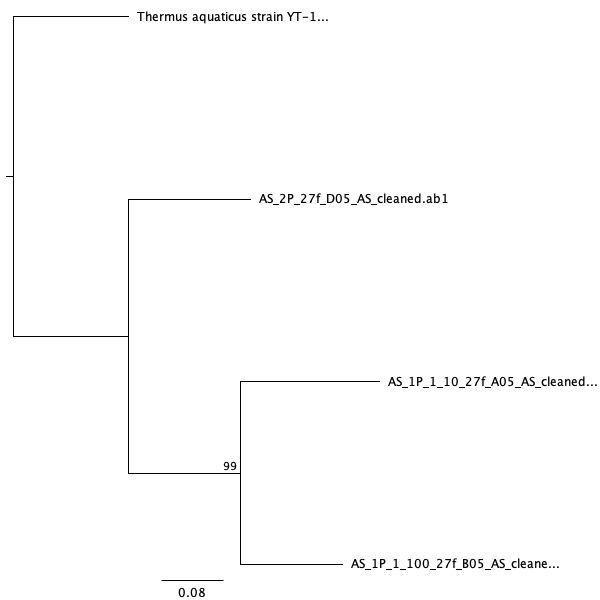 Thermus aquaticus strain YT-1...
AS_2P_27f_D05_AS_cleaned.ab1
AS_1P_1_10_27f_A05_AS_cleaned...
99
AS_1P_1_100_27f_B05_AS_cleane...
0.08